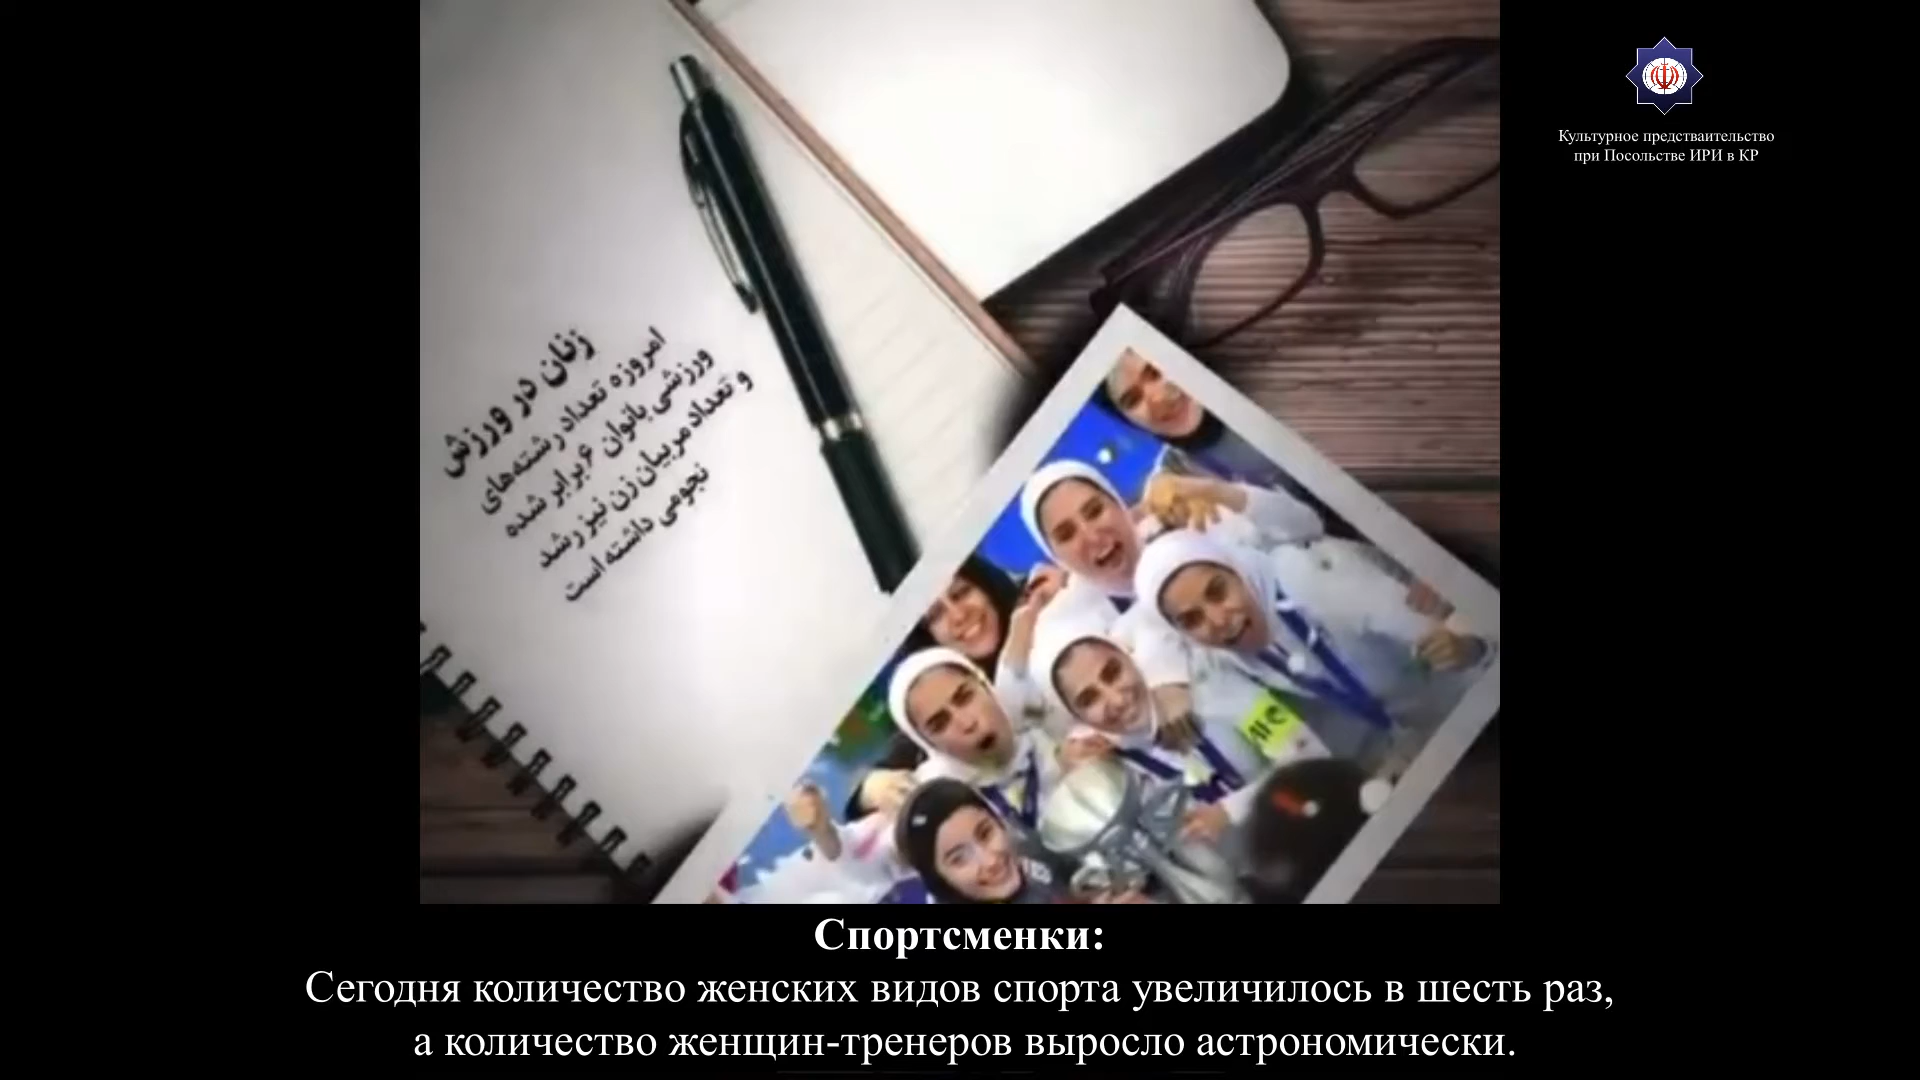 Культурное предстваительство
при Посольстве ИРИ в КР
زنان در ورزش
امروزه تعداد رشته‌های
ورزشی بانوان ۶ برابر شده
و تعداد مربیان زن نیز رشد
نجومی داشته است
Спортсменки:
Сегодня количество женских видов спорта увеличилось в шесть раз,
а количество женщин-тренеров выросло астрономически.